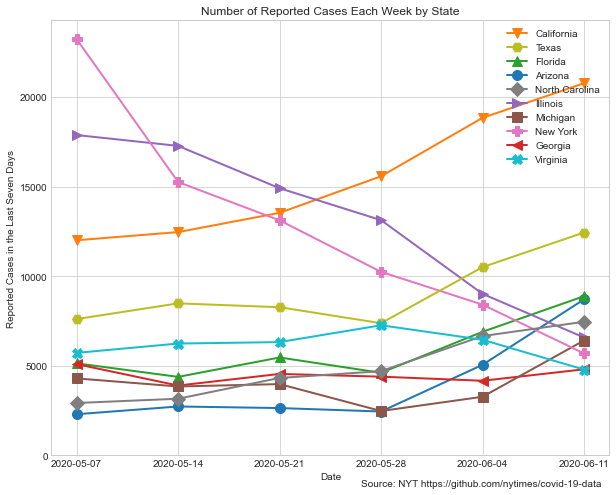 Number of Reported Cases Each Week by State
California
Texas
Florida
Arizona
North Carolina
Illinois
Michigan
New York
Georgia
Virginia
Reported Cases in the Last Seven Days
20000
15000
10000
5000
0
2020-05-07 2020-05-14 2020-05-21 2020-05-28 2020-06-04 2020-06-11
Date
Source: NYT https://github.com/nytimes/covid-19-data